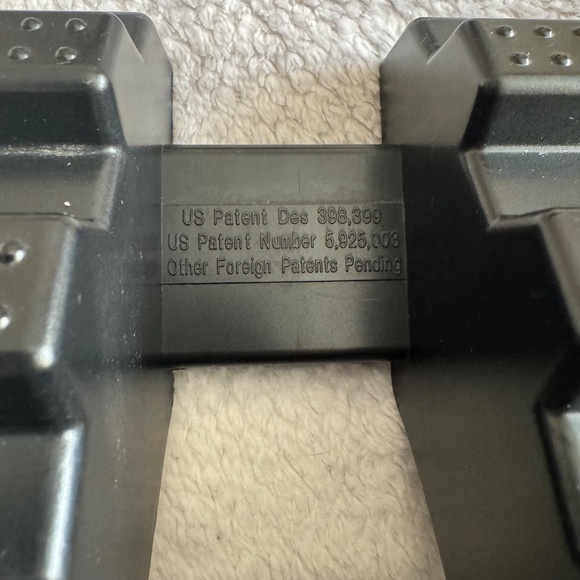 US Patent Des 398,399
US Patent Number 5,925,003
Other Foreign Patents Pending